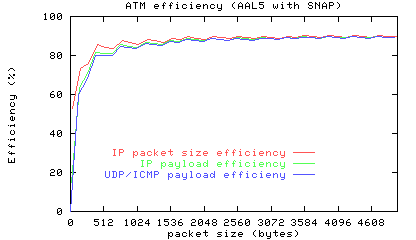 ATM efficiency (AAL5 with SNAP)
100
80
60
40
20
0
Efficiency (%)
IP packet size efficiency
IP payload efficiency
UDP/ICMP payload efficieny
0 512 1024 1536 2048 2560 3072 3584 4096 4608
packet size (bytes)